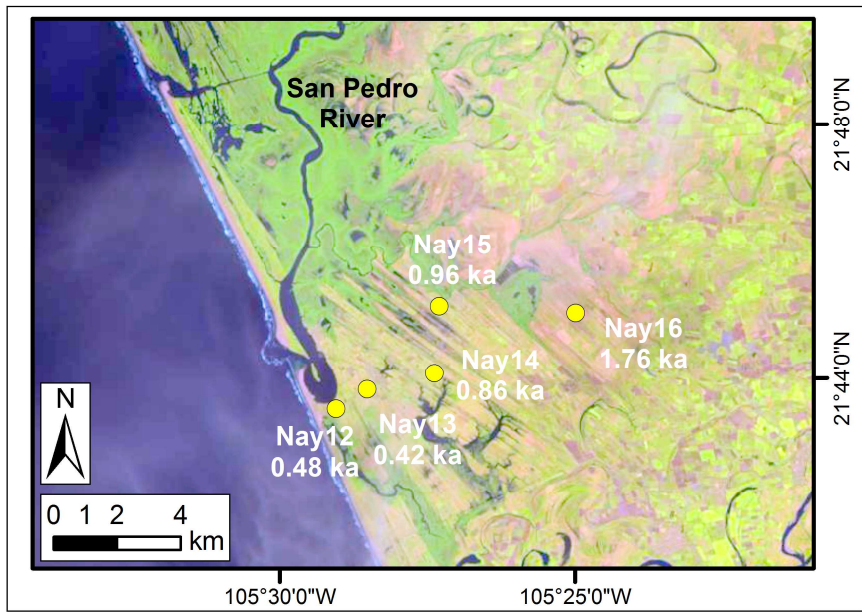 San Pedro
River
21°48'0"N
Nay15
0.96 ka
Nay16
1.76 ka
Nay14
0.86 ka
21°44'0"N
Nay13
0.42 ka
Nay12
0.48 ka
N
0 1 2 4
km
105°30'0"W
105°25'0"W